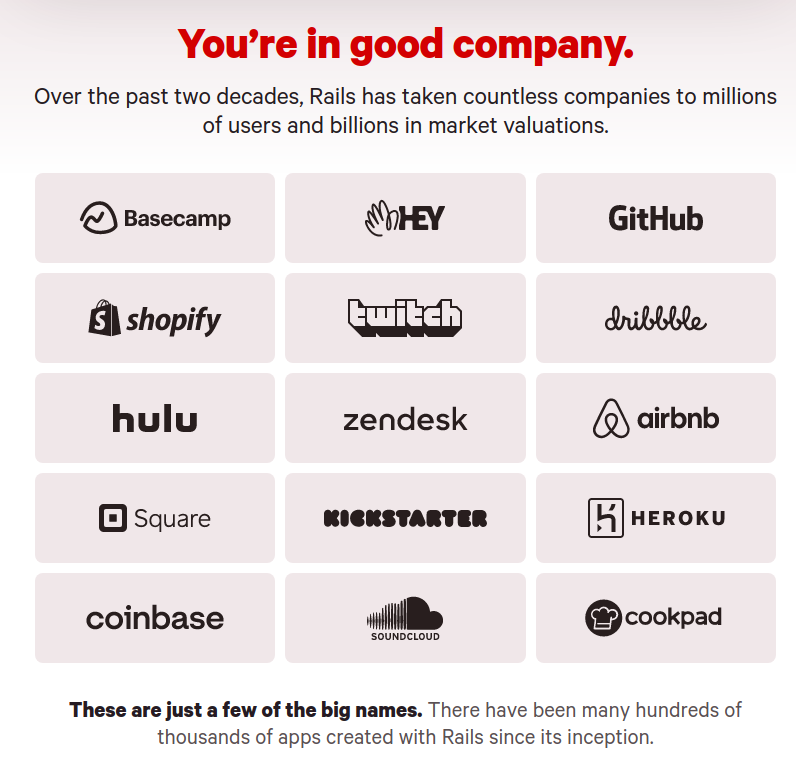 You're in good company.
Over the past two decades, Rails has taken countless companies to millions
of users and billions in market valuations.
Basecamp
HEY
GitHub
shopify
twitch
dribbble
hulu
zendesk
airbnb
Square
KICKSTARTER
HEROKU
coinbase
SOUNDCLOUD
cookpad
These are just a few of the big names. There have been many hundreds of
thousands of apps created with Rails since its inception.